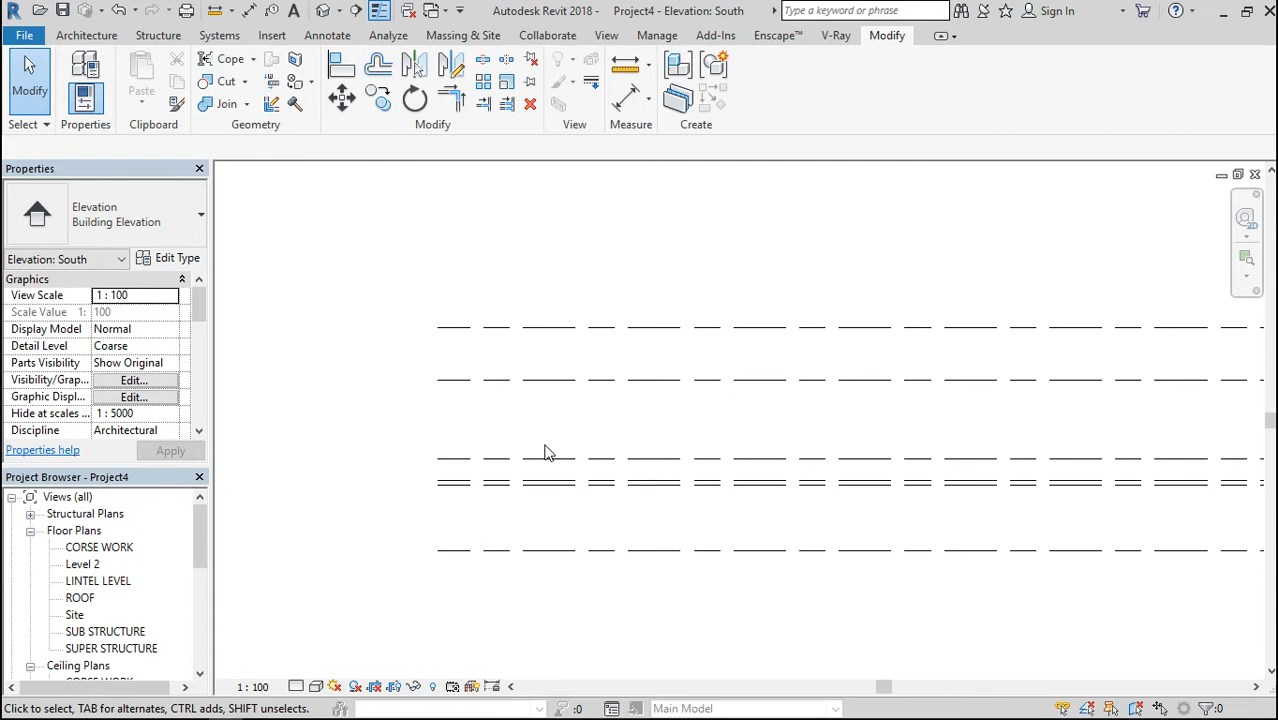 Autodesk Revit 2018 - Project4 - Elevation: South
Type a keyword or phrase
Sign In
File Architecture Structure Systems Insert Annotate Analyze Massing & Site Collaborate View Manage Add-Ins Enscape™ V-Ray Modify
Modify
Paste
Cope
Cut
Join
Select Properties Clipboard Geometry Modify View Measure Create
Properties
Elevation
Building Elevation
Elevation: South
Edit Type
Graphics
View Scale 1 : 100
Scale Value 1: 100
Display Model Normal
Detail Level Coarse
Parts Visibility Show Original
Visibility/Grap... Edit...
Graphic Displ... Edit...
Hide at scales ... 1 : 5000
Discipline Architectural
Properties help
Apply
Project Browser - Project4
Views (all)
Structural Plans
Floor Plans
CORSE WORK
Level 2
LINTEL LEVEL
ROOF
Site
SUB STRUCTURE
SUPER STRUCTURE
Ceiling Plans
2D
1 : 100
Click to select, TAB for alternates, CTRL adds, SHIFT unselects.
:0
Main Model
:0